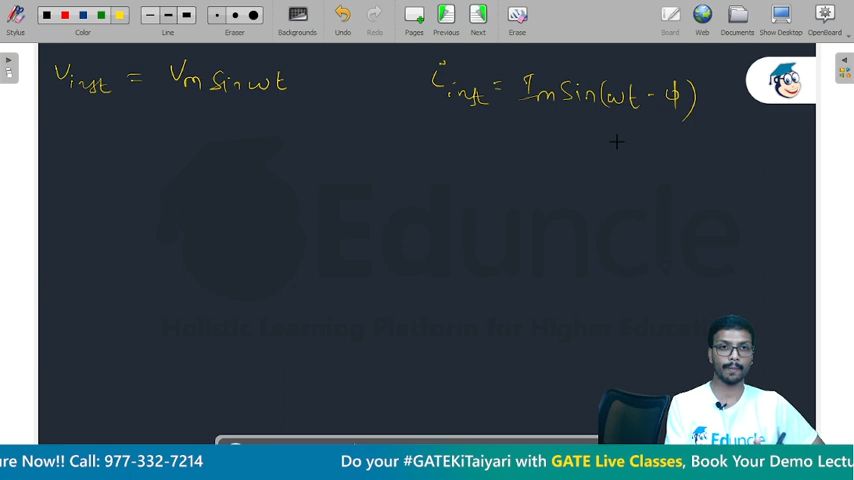 Stylus Color Line Eraser Backgrounds Undo Redo Pages Previous Next Erase Board Web Documents Show Desktop OpenBoard
Vinst = Vm Sin ωt
iinst = Im Sin(ωt - ϕ)
Eduncle
Holistic Learning Platform for Higher Educati
Eduncle
ure Now!! Call: 977-332-7214 Do your #GATEKiTaiyari with GATE Live Classes, Book Your Demo Lectu